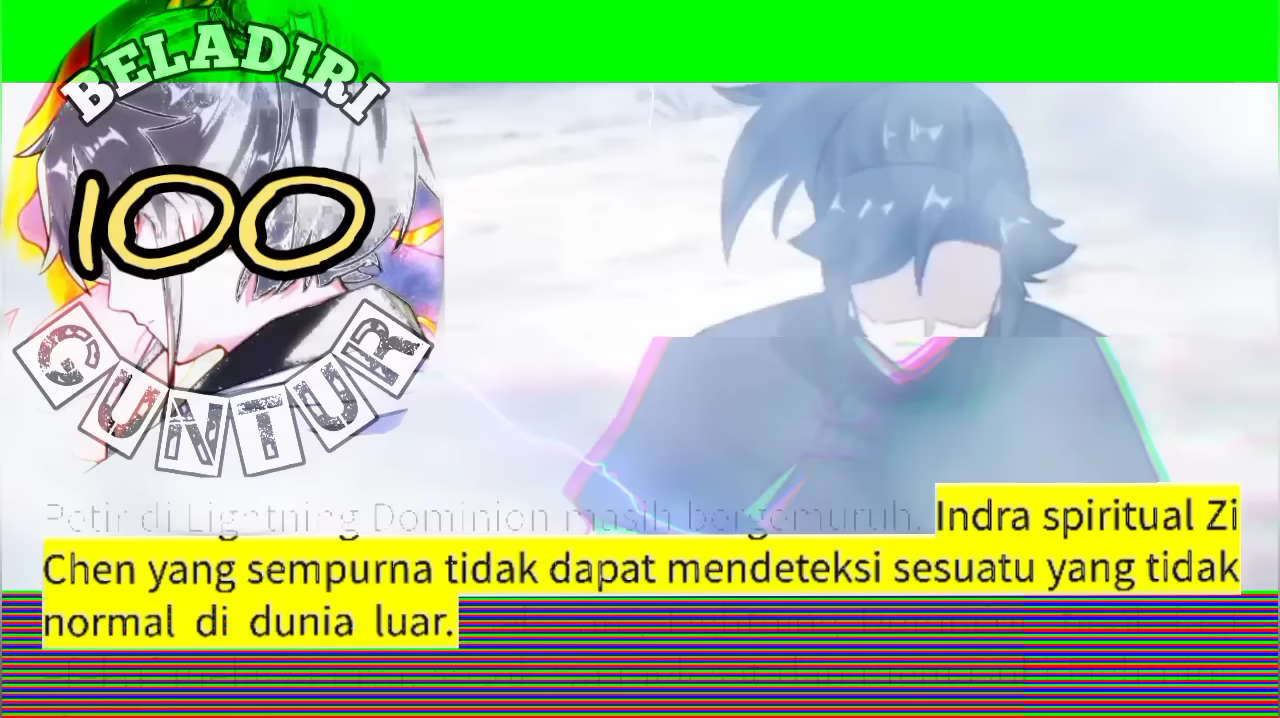 BELADIRI
100
GUNTUR
Petir di Lightning Dominion masih bergemuruh. Indra spiritual Zi
Chen yang sempurna tidak dapat mendeteksi sesuatu yang tidak
normal di dunia luar.